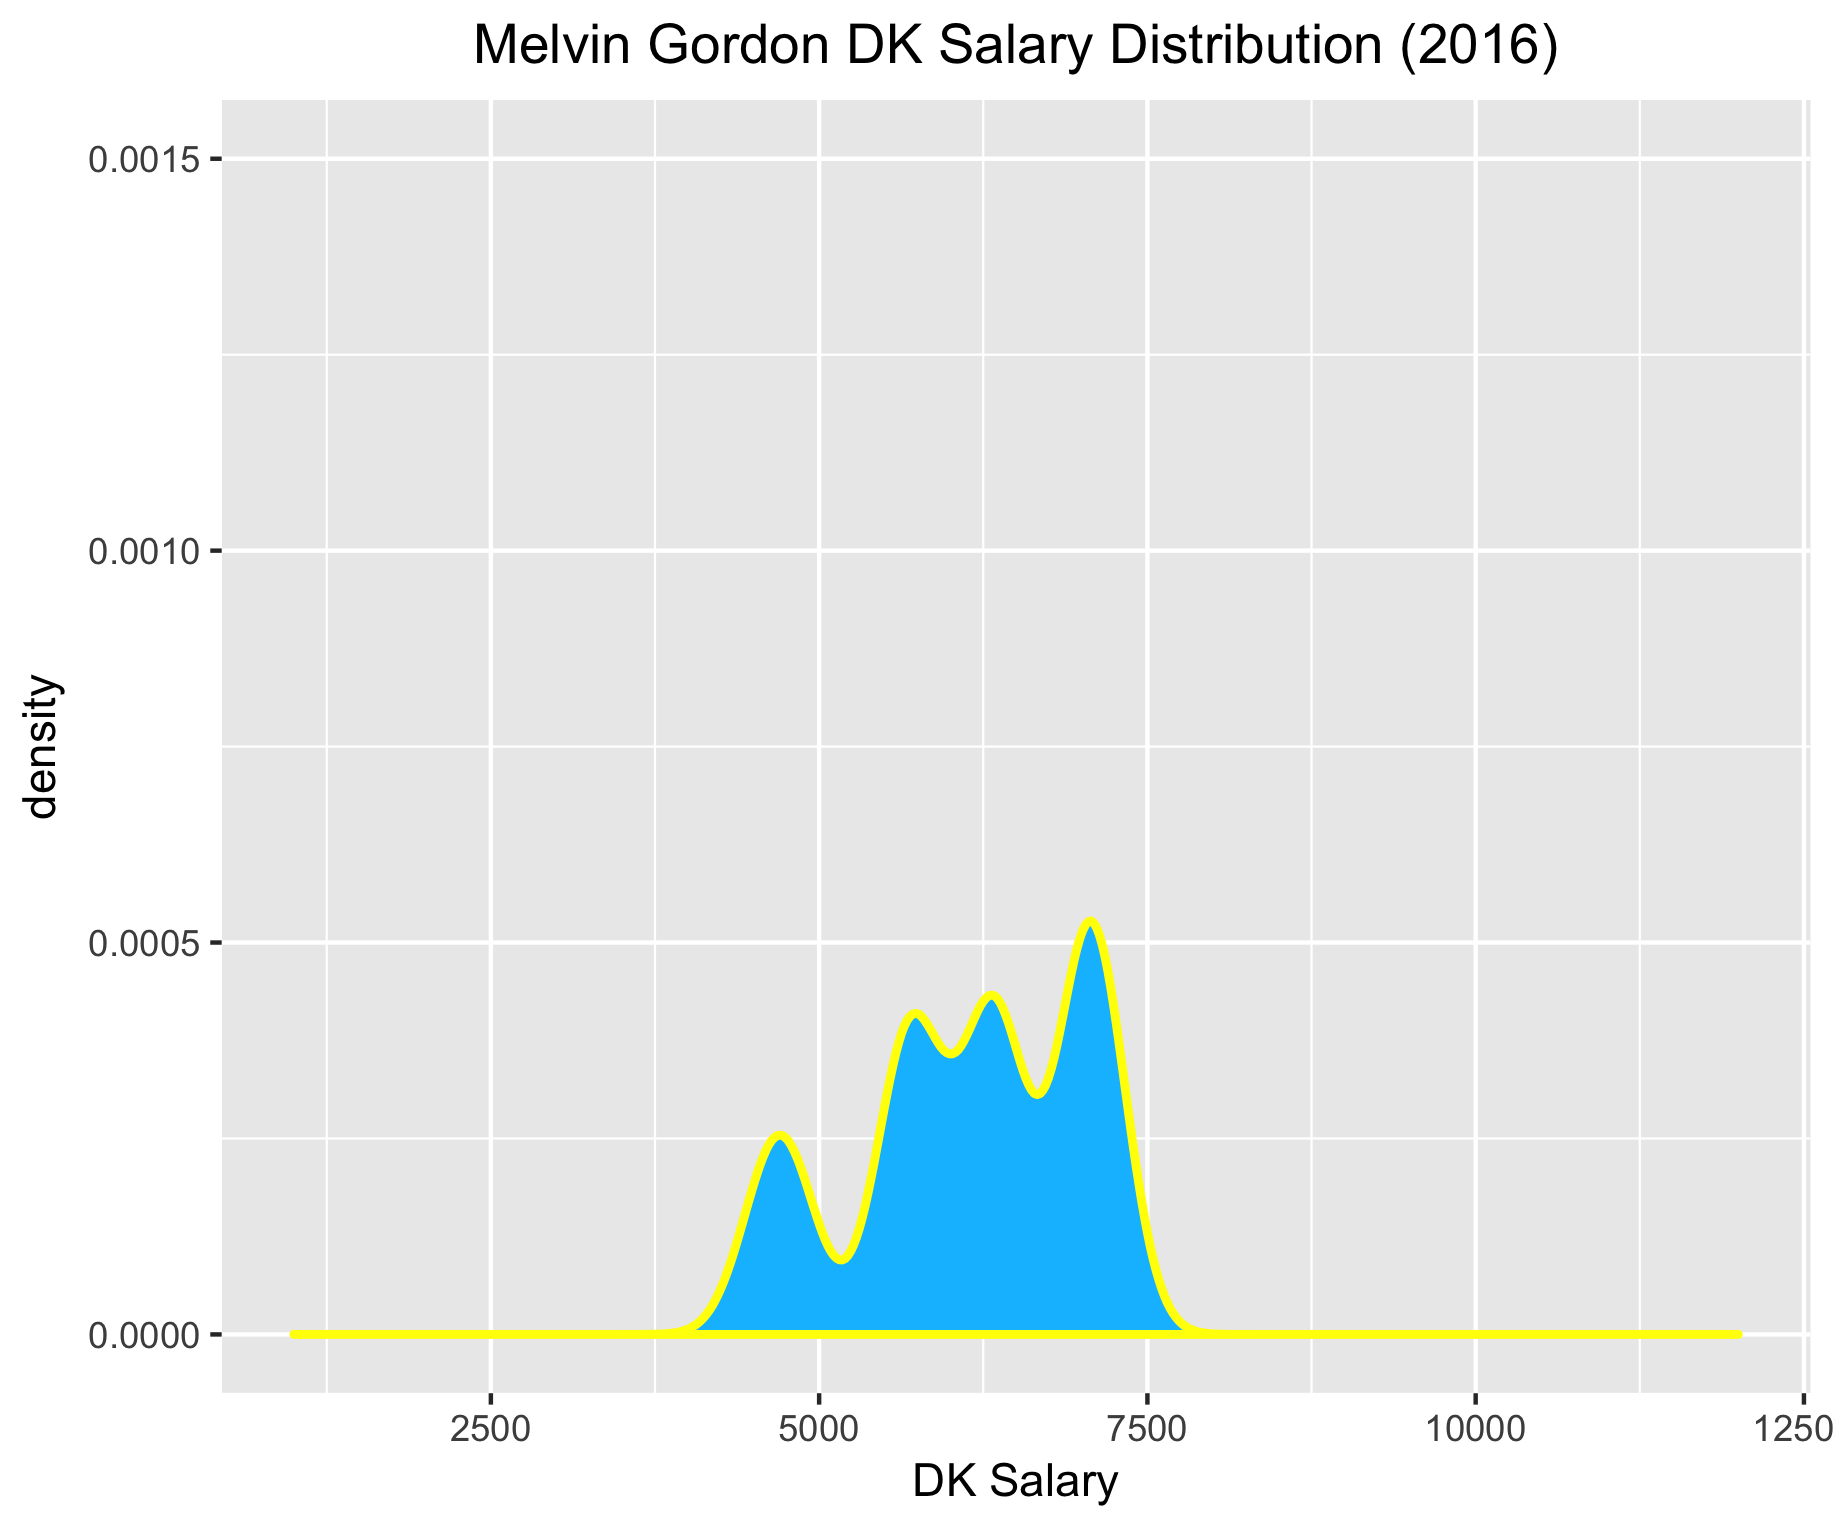 Melvin Gordon DK Salary Distribution (2016)
0.0015
0.0010
0.0005
0.0000
density
2500 5000 7500 10000 1250
DK Salary